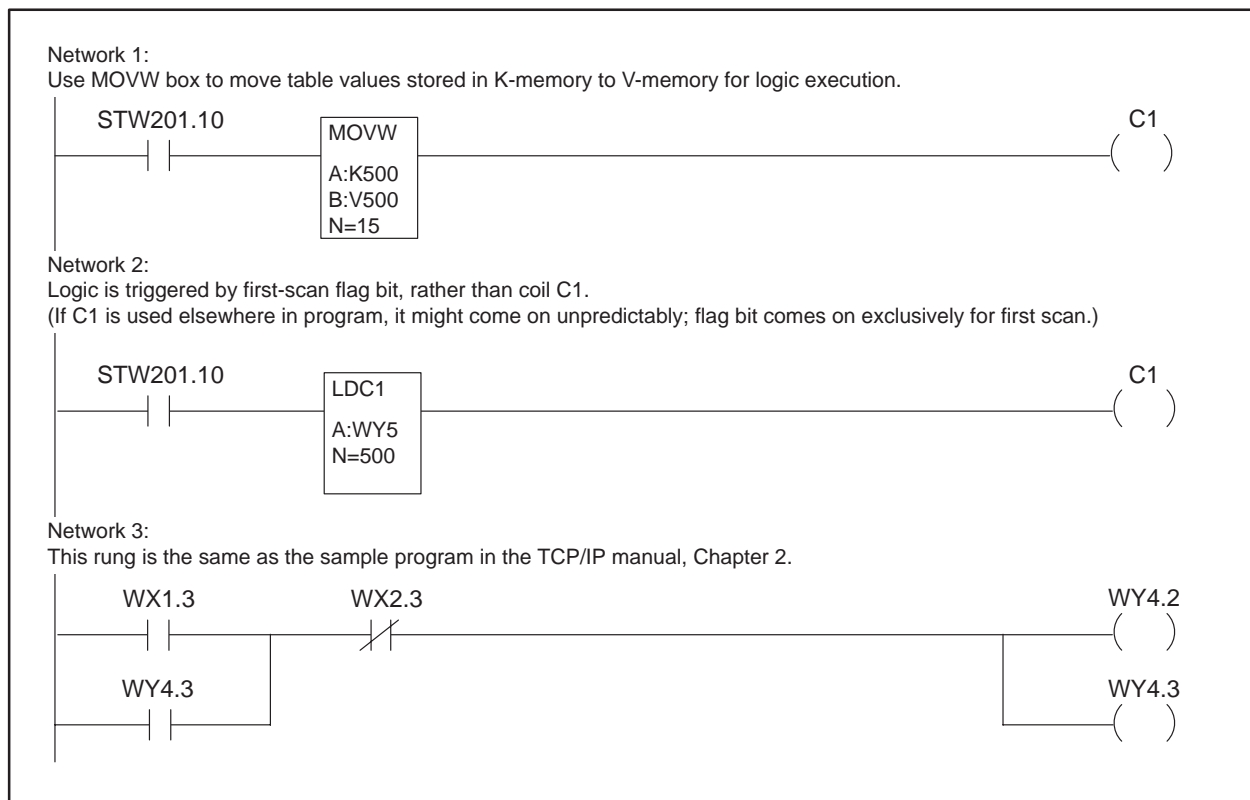 Network 1:
Use MOVW box to move table values stored in K-memory to V-memory for logic execution.
STW201.10
C1
MOVW
A:K500
B:V500
N=15
Network 2:
Logic is triggered by first-scan flag bit, rather than coil C1.
(If C1 is used elsewhere in program, it might come on unpredictably; flag bit comes on exclusively for first scan.)
STW201.10
C1
LDC1
A:WY5
N=500
Network 3:
This rung is the same as the sample program in the TCP/IP manual, Chapter 2.
WX1.3 WX2.3 WY4.2
WY4.3 WY4.3